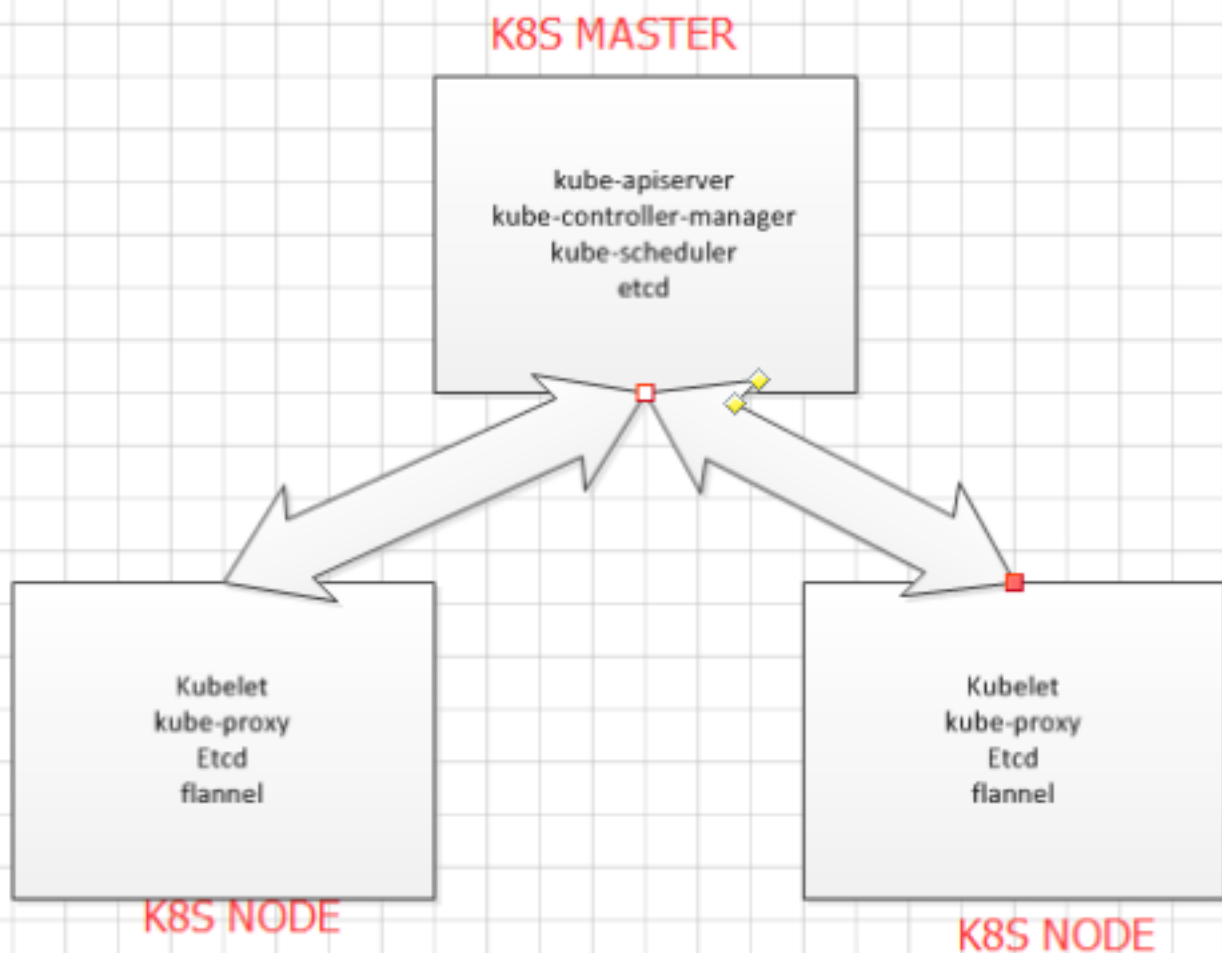 K8S MASTER
kube-apiserver
kube-controller-manager
kube-scheduler
etcd
Kubelet
kube-proxy
Etcd
flannel
K8S NODE
Kubelet
kube-proxy
Etcd
flannel
K8S NODE